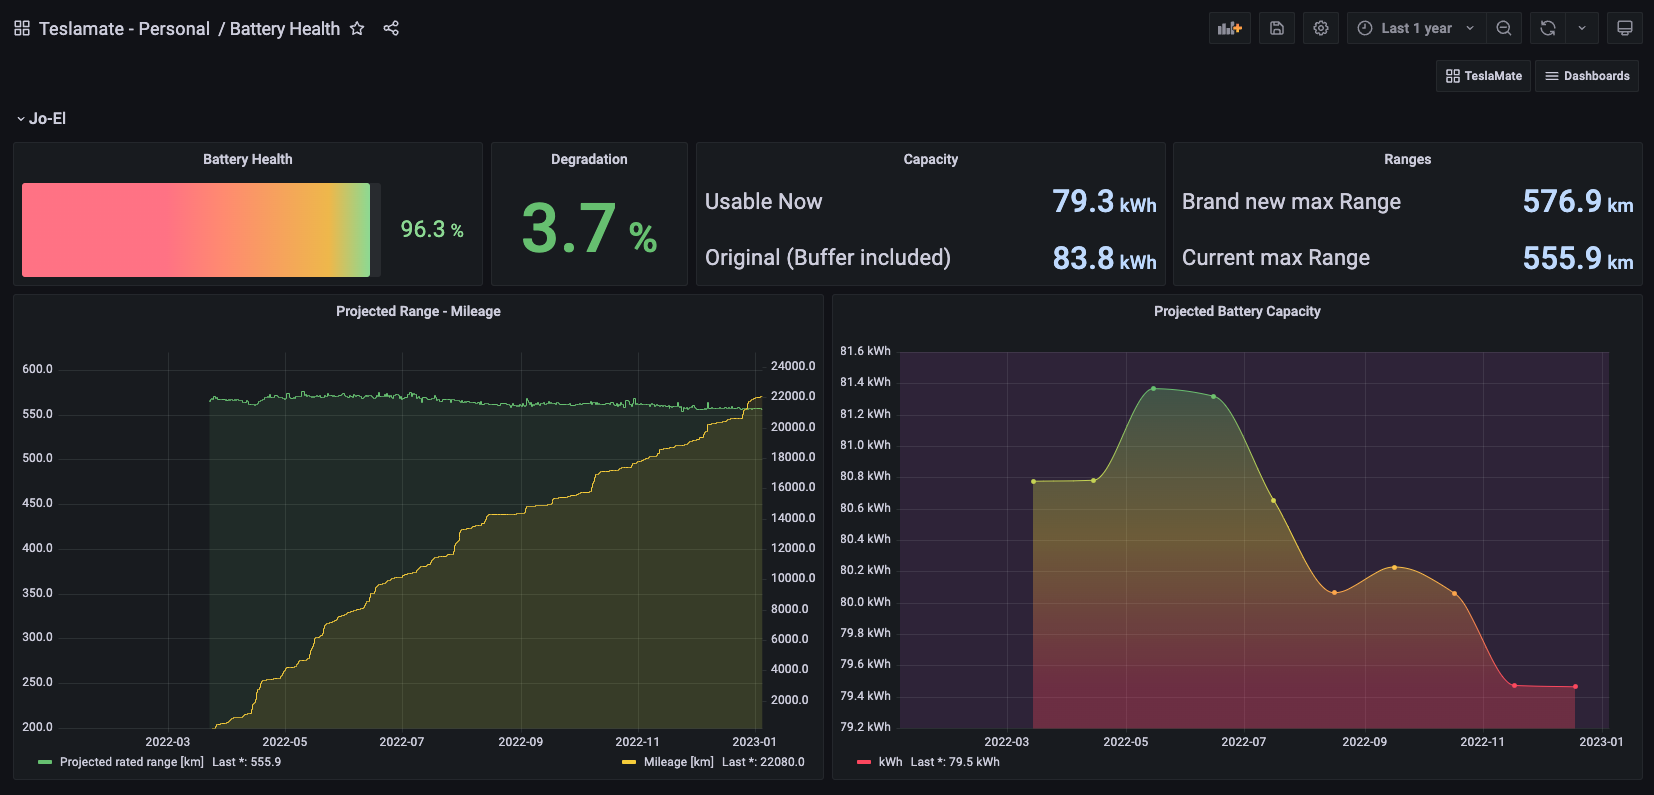 Teslamate - Personal / Battery Health
Last 1 year
TeslaMate
Dashboards
Jo-El
Battery Health
96.3 %
Degradation
3.7 %
Capacity
Usable Now 79.3 kWh
Original (Buffer included) 83.8 kWh
Ranges
Brand new max Range 576.9 km
Current max Range 555.9 km
Projected Range - Mileage
600.0
550.0
500.0
450.0
400.0
350.0
300.0
250.0
200.0
24000.0
22000.0
20000.0
18000.0
16000.0
14000.0
12000.0
10000.0
8000.0
6000.0
4000.0
2000.0
2022-03 2022-05 2022-07 2022-09 2022-11 2023-01
Projected rated range [km] Last *: 555.9
Mileage [km] Last *: 22080.0
Projected Battery Capacity
81.6 kWh
81.4 kWh
81.2 kWh
81.0 kWh
80.8 kWh
80.6 kWh
80.4 kWh
80.2 kWh
80.0 kWh
79.8 kWh
79.6 kWh
79.4 kWh
79.2 kWh
2022-03 2022-05 2022-07 2022-09 2022-11 2023-01
kWh Last *: 79.5 kWh